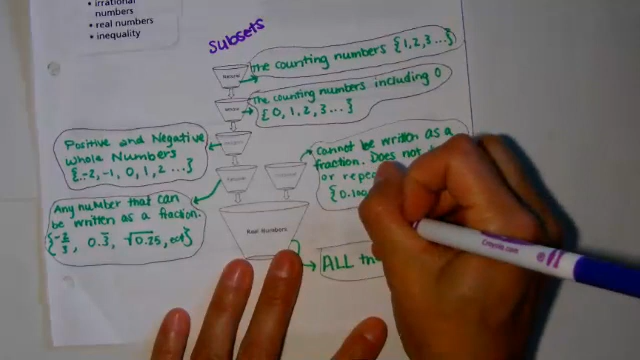 • irrational
numbers
• real numbers
• inequality
Subsets
The counting numbers {1,2,3...}
Natural
The counting numbers including 0
{0, 1, 2, 3...}
Whole
Positive and Negative
Whole Numbers
{..-2, -1, 0, 1, 2 ...}
Cannot be written as a
fraction. Does not
or
Any number that can
be written as a fraction.
{-2/3, 0.3̅, √0.25, etc}
Real Numbers
ALL
Crayola